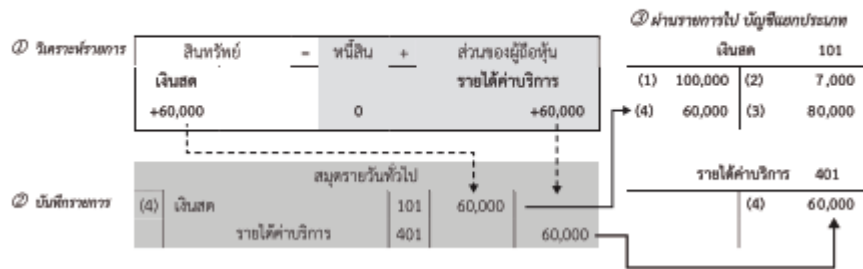 ① วิเคราะห์รายการ
สินทรัพย์ = หนี้สิน + ส่วนของผู้ถือหุ้น
เงินสด รายได้ค่าบริการ
+60,000 0 +60,000
② บันทึกรายการ
สมุดรายวันทั่วไป
(4) เงินสด 101 60,000
รายได้ค่าบริการ 401 60,000
③ ผ่านรายการไป บัญชีแยกประเภท
เงินสด 101
(1) 100,000 (2) 7,000
(4) 60,000 (3) 80,000
รายได้ค่าบริการ 401
(4) 60,000